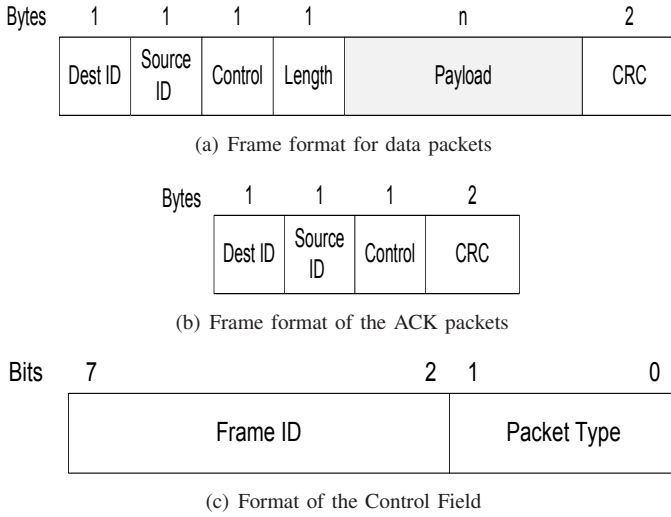 Bytes 1 1 1 1 n 2
Dest ID Source ID Control Length Payload CRC
(a) Frame format for data packets
Bytes 1 1 1 2
Dest ID Source ID Control CRC
(b) Frame format of the ACK packets
Bits 7 2 1 0
Frame ID Packet Type
(c) Format of the Control Field